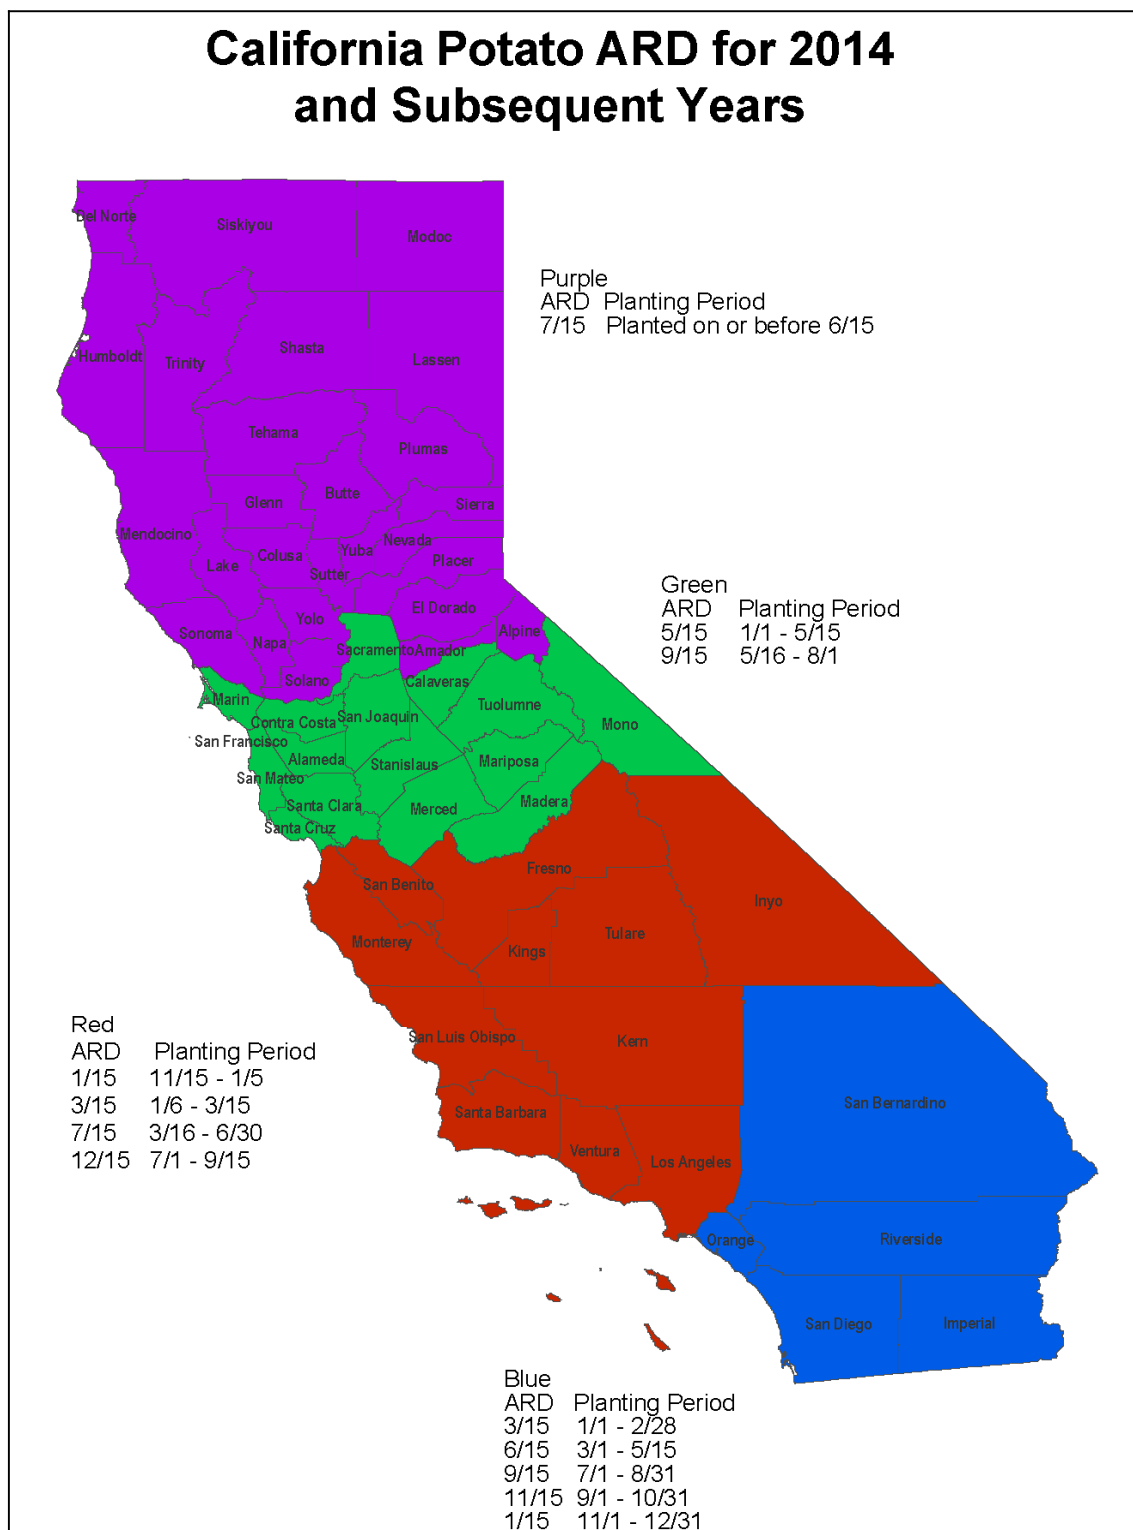 California Potato ARD for 2014
and Subsequent Years
Del Norte
Siskiyou
Modoc
Purple
ARD Planting Period
7/15 Planted on or before 6/15
Humboldt
Trinity
Shasta
Lassen
Tehama
Plumas
Glenn
Butte
Sierra
Mendocino
Lake
Colusa
Sutter
Yuba
Nevada
Placer
El Dorado
Alpine
Sonoma
Napa
Yolo
Solano
Sacramento
Amador
Green
ARD Planting Period
5/15 1/1 - 5/15
9/15 5/16 - 8/1
Marin
Contra Costa
San Joaquin
Calaveras
Tuolumne
Mono
San Francisco
Alameda
Stanislaus
Mariposa
San Mateo
Santa Clara
Merced
Madera
Santa Cruz
San Benito
Fresno
Inyo
Monterey
Kings
Tulare
Red
ARD Planting Period
1/15 11/15 - 1/5
3/15 1/6 - 3/15
7/15 3/16 - 6/30
12/15 7/1 - 9/15
San Luis Obispo
Kern
Santa Barbara
Ventura
Los Angeles
San Bernardino
Orange
Riverside
San Diego
Imperial
Blue
ARD Planting Period
3/15 1/1 - 2/28
6/15 3/1 - 5/15
9/15 7/1 - 8/31
11/15 9/1 - 10/31
1/15 11/1 - 12/31